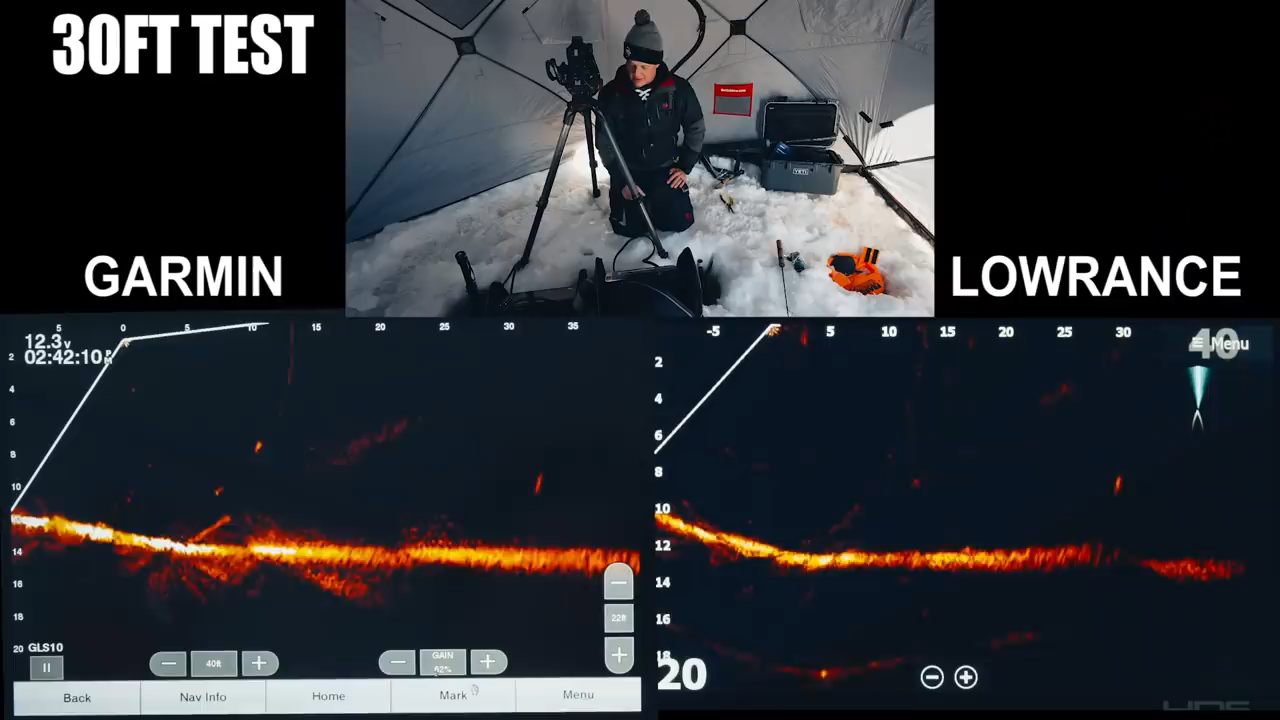 30FT TEST
YETI
GARMIN
LOWRANCE
5 0 5 10 15 20 25 30 35
12.3v
02:42:10
2
4
6
8
10
14
16
18
20
GLS10
40ft
GAIN
62%
22ft
Back
Nav Info
Home
Mark
Menu
-5 5 10 15 20 25 30
40
Menu
2
4
6
8
10
12
14
16
18
20